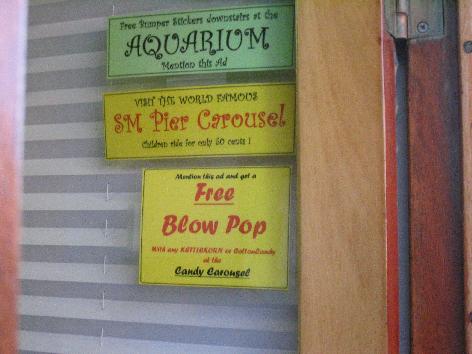 Free Bumper Stickers downstairs at the
AQUARIUM
Mention this Ad
VISIT THE WORLD FAMOUS
SM Pier Carousel
Children ride for only 50 cents !
Mention this ad and get a
Free
Blow Pop
With any KETTLEKORN or CottonCandy
at the
Candy Carousel